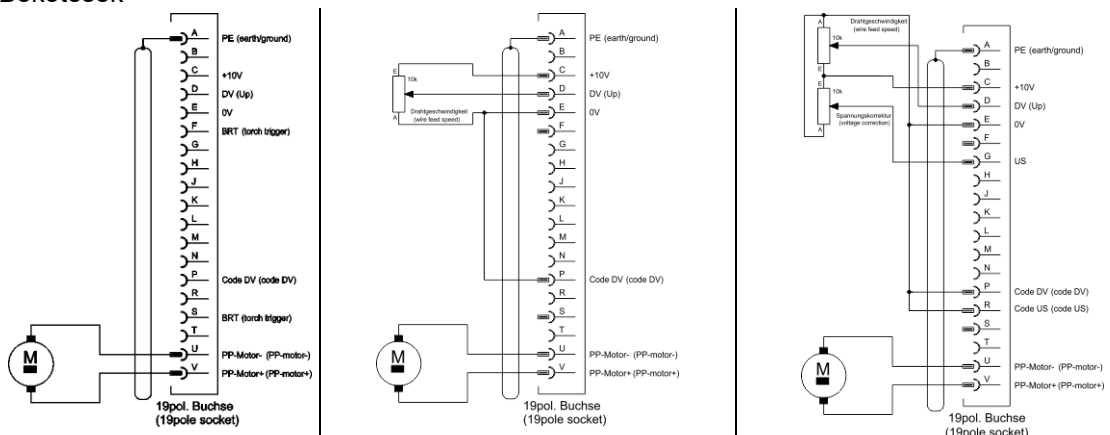 A PE (earth/ground)
B
C +10V
D DV (Up)
E 0V
F BRT (torch trigger)
G
H
J
K
L
M
N
P Code DV (code DV)
R
S BRT (torch trigger)
T
U PP-Motor- (PP-motor-)
V PP-Motor+ (PP-motor+)
M
19pol. Buchse
(19pole socket)
A PE (earth/ground)
B
C +10V
E
10k
D DV (Up)
Drahtgeschwindigkeit
(wire feed speed)
A
E 0V
F
G
H
J
K
L
M
N
P Code DV (code DV)
R
S
T
U PP-Motor- (PP-motor-)
V PP-Motor+ (PP-motor+)
M
19pol. Buchse
(19pole socket)
A
Drahtgeschwindigkeit
(wire feed speed)
10k
E
E
10k
Spannungskorrektur
(voltage correction)
A
A PE (earth/ground)
B
C +10V
D DV (Up)
E 0V
F
G US
H
J
K
L
M
N
P Code DV (code DV)
R Code US (code US)
S
T
U PP-Motor- (PP-motor-)
V PP-Motor+ (PP-motor+)
M
19pol. Buchse
(19pole socket)